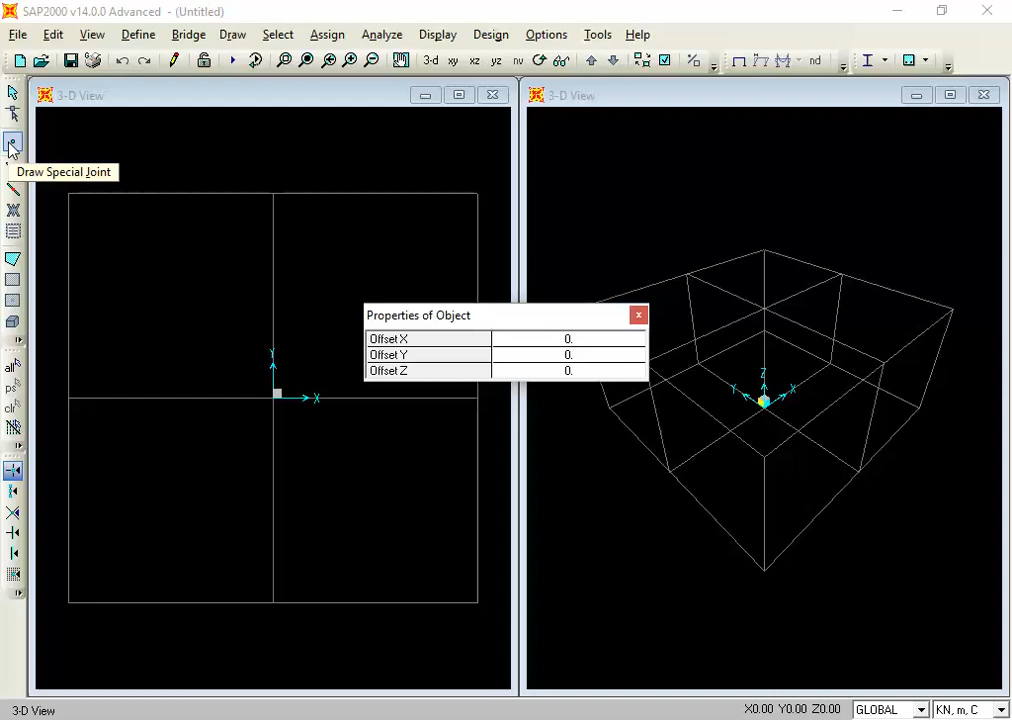 SAP2000 v14.0.0 Advanced - (Untitled)
File Edit View Define Bridge Draw Select Assign Analyze Display Design Options Tools Help
3-d xy xz yz nv nd
3-D View
3-D View
Draw Special Joint
Properties of Object
Offset X 0.
Offset Y 0.
Offset Z 0.
Y
X
Z
Y
X
all
ps
clr
3-D View X0.00 Y0.00 Z0.00 GLOBAL KN, m, C